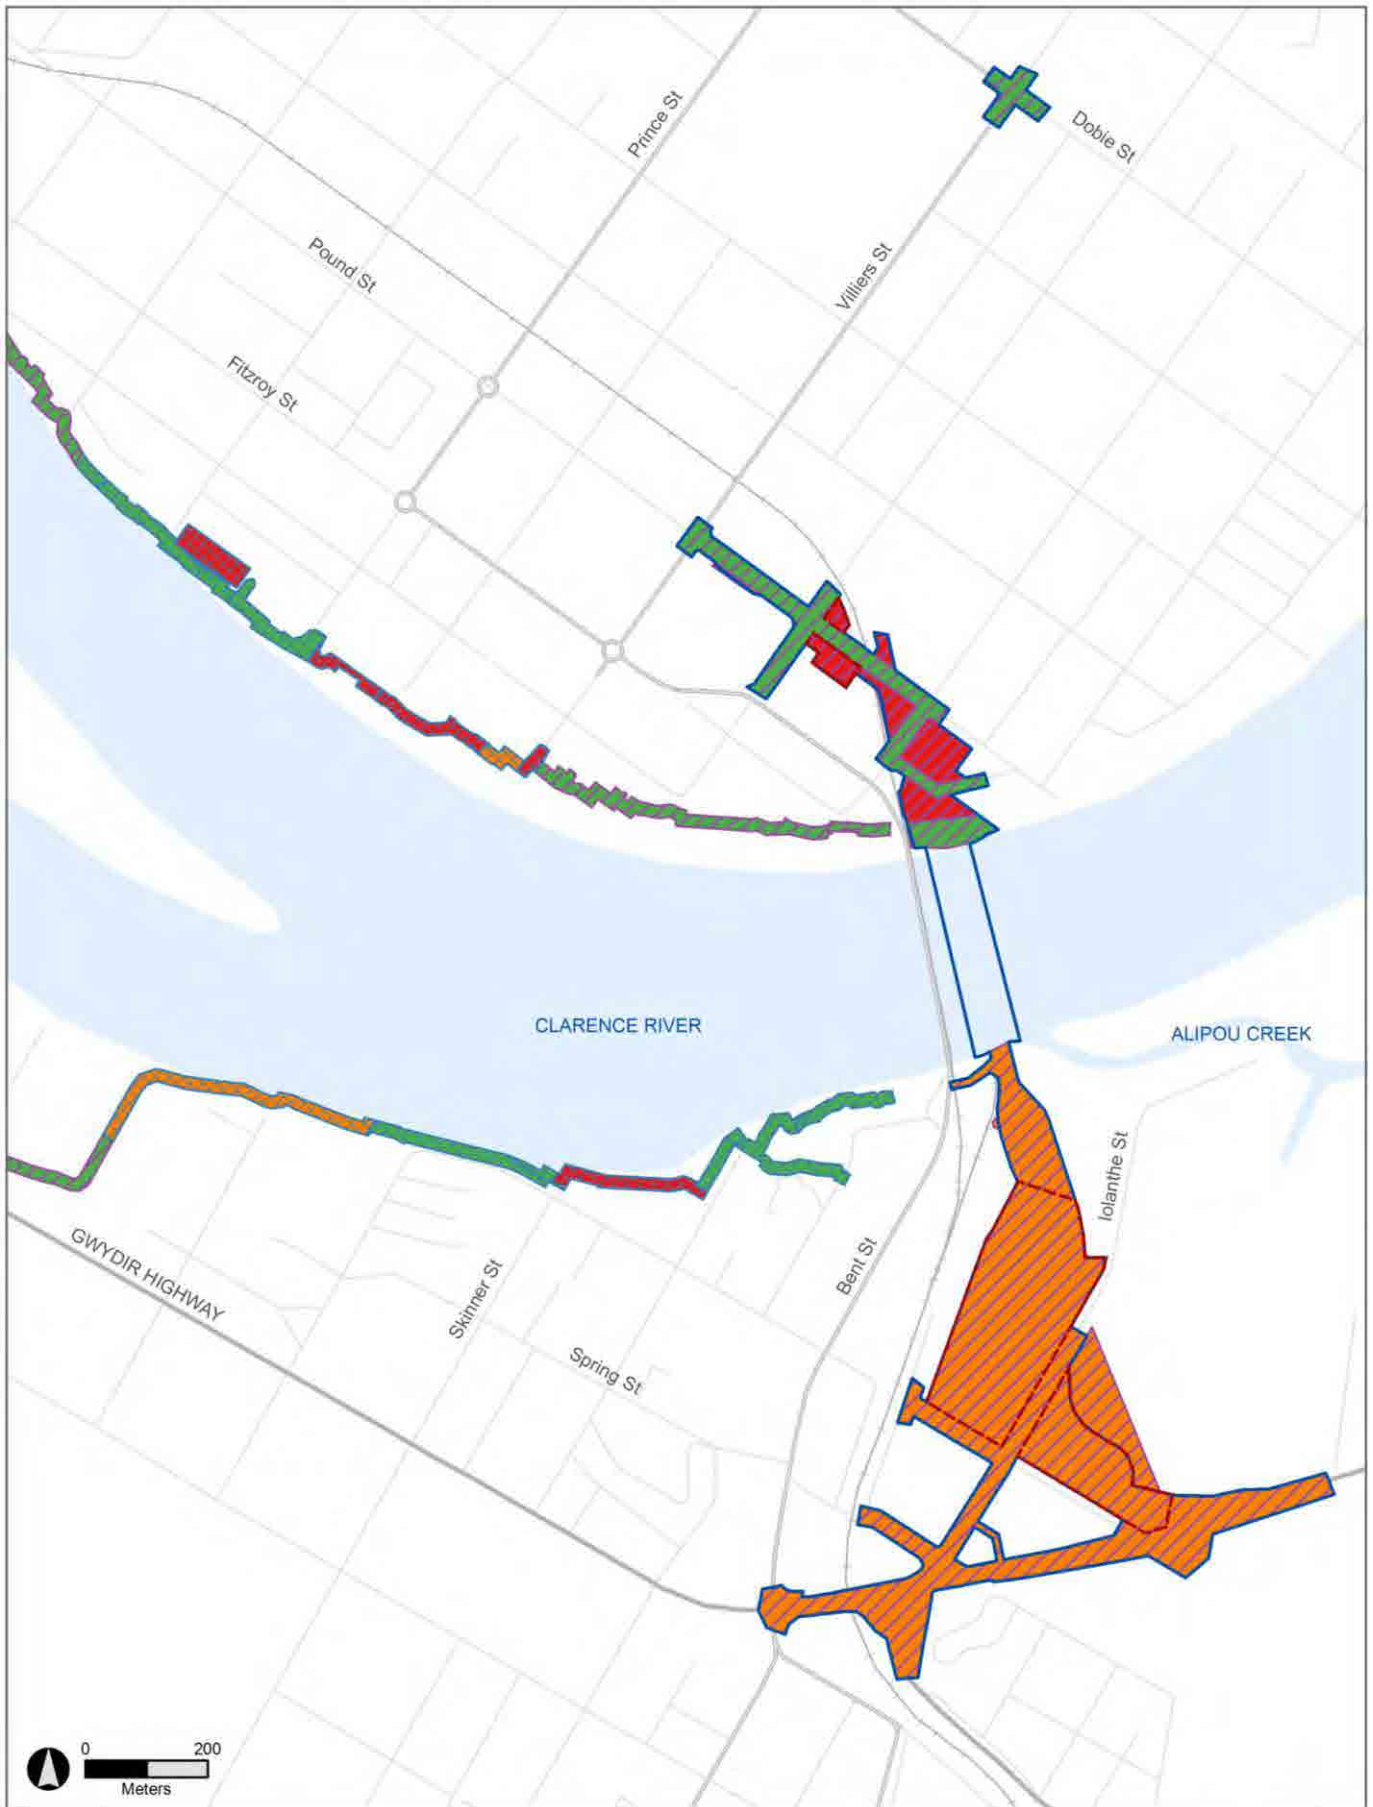 Prince St
Dobie St
Pound St
Villiers St
Fitzroy St
CLARENCE RIVER
ALIPOU CREEK
Iolanthe St
GWYDIR HIGHWAY
Bent St
Skinner St
Spring St
0 200
Meters